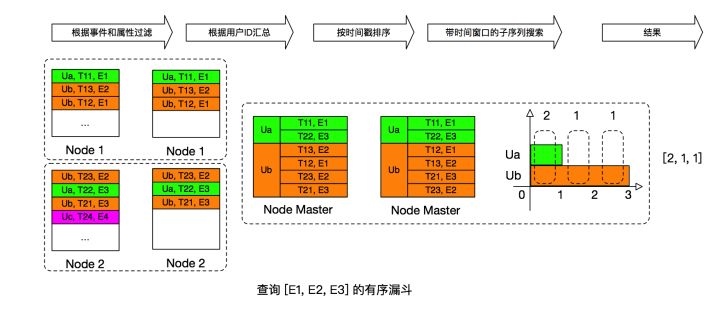 根据事件和属性过滤
根据用户ID汇总
按时间戳排序
带时间窗口的子序列搜索
结果
Ua, T11, E1
Ub, T13, E2
Ub, T12, E1
...
Node 1
Ua, T11, E1
Ub, T13, E2
Ub, T12, E1
Node 1
Ub, T23, E2
Ua, T22, E3
Ub, T21, E3
Uc, T24, E4
...
Node 2
Ub, T23, E2
Ua, T22, E3
Ub, T21, E3
Node 2
Ua
T11, E1
T22, E3
Ub
T13, E2
T12, E1
T23, E2
T21, E3
Node Master
Ua
T11, E1
T22, E3
Ub
T12, E1
T13, E2
T21, E3
T23, E2
Node Master
2 1 1
Ua
Ub
0 1 2 3
[2, 1, 1]
查询 [E1, E2, E3] 的有序漏斗